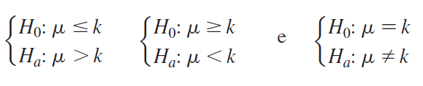 H₀: μ ≤ k    H₀: μ ≥ k    e    H₀: μ = k
Hₐ: μ > k    Hₐ: μ < k    Hₐ: μ ≠ k